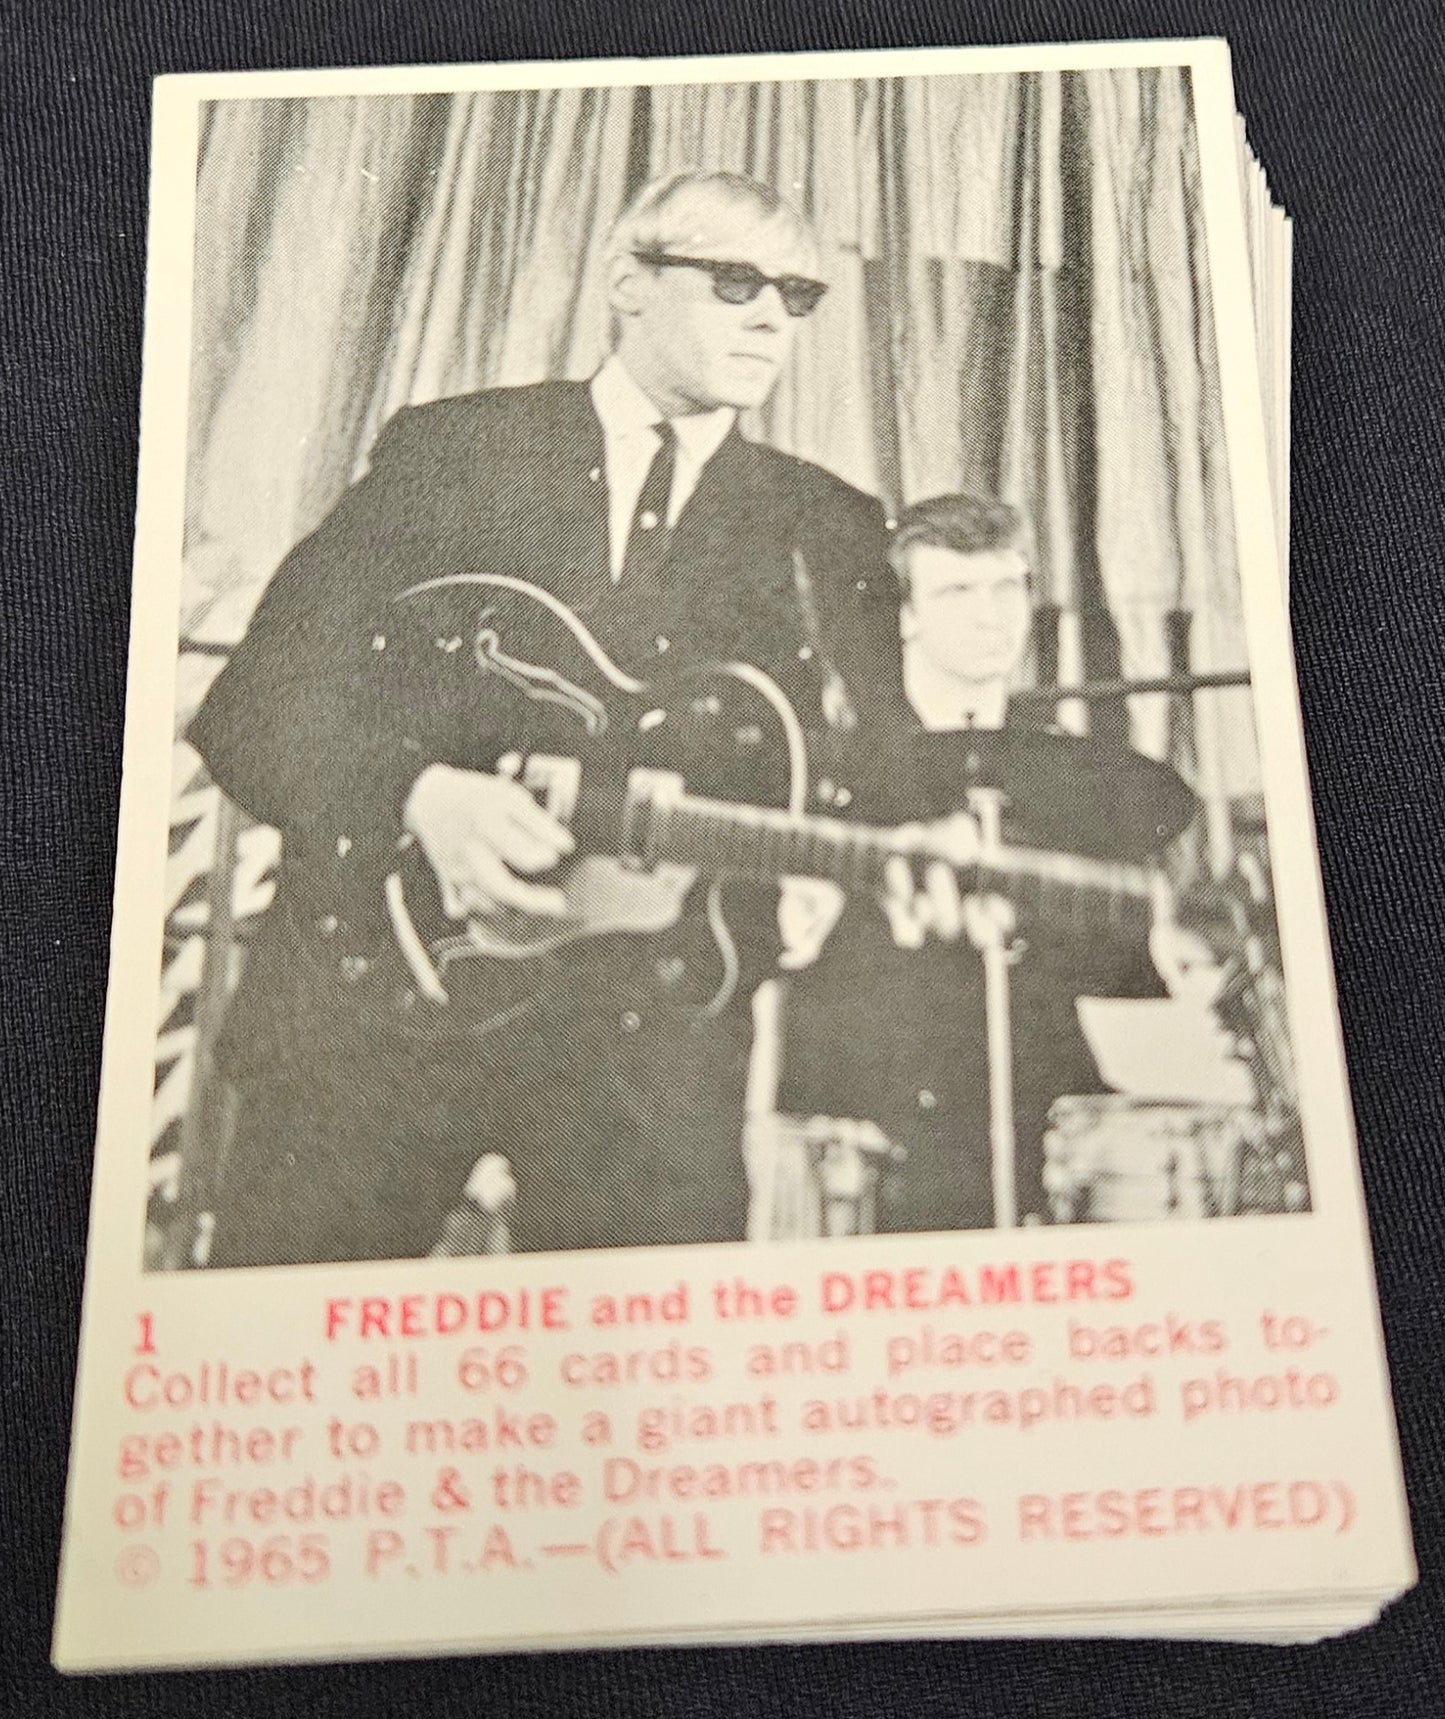 1 FREDDIE and the DREAMERS
Collect all 66 cards and place backs to-
gether to make a giant autographed photo
of Freddie & the Dreamers.
© 1965 P.T.A.—(ALL RIGHTS RESERVED)